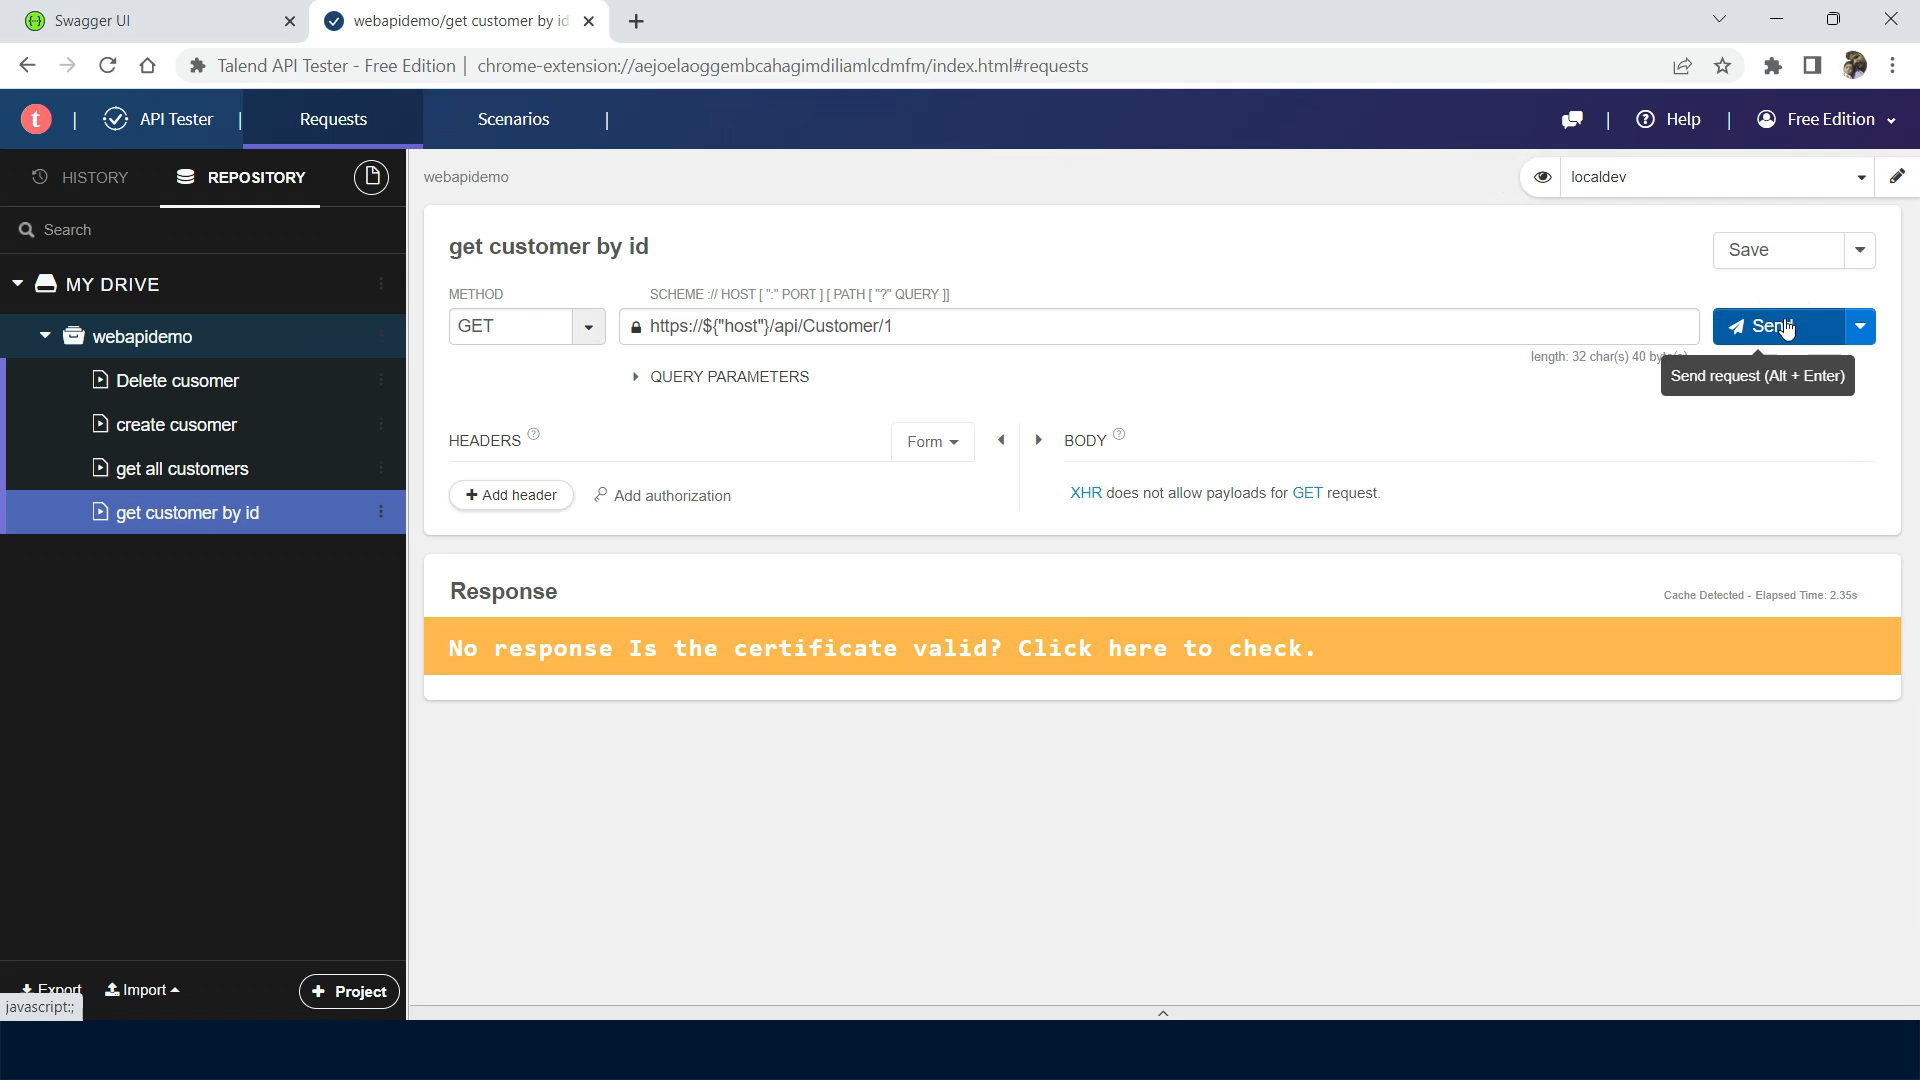 Swagger UI
webapidemo/get customer by id
Talend API Tester - Free Edition | chrome-extension://aejoelaoggembcahagimdiliamlcdmfm/index.html#requests
t | API Tester | Requests Scenarios | | Help | Free Edition
HISTORY REPOSITORY
webapidemo
localdev
Search
get customer by id
Save
MY DRIVE
METHOD SCHEME :// HOST [ ":" PORT ] [ PATH [ "?" QUERY ]]
GET https://${"host"}/api/Customer/1 Send
webapidemo
length: 32 char(s) 40
Send request (Alt + Enter)
QUERY PARAMETERS
Delete cusomer
create cusomer
HEADERS ? Form BODY ?
get all customers
+ Add header Add authorization XHR does not allow payloads for GET request.
get customer by id
Response
Cache Detected - Elapsed Time: 2.35s
No response Is the certificate valid? Click here to check.
Export Import + Project
javascript:;